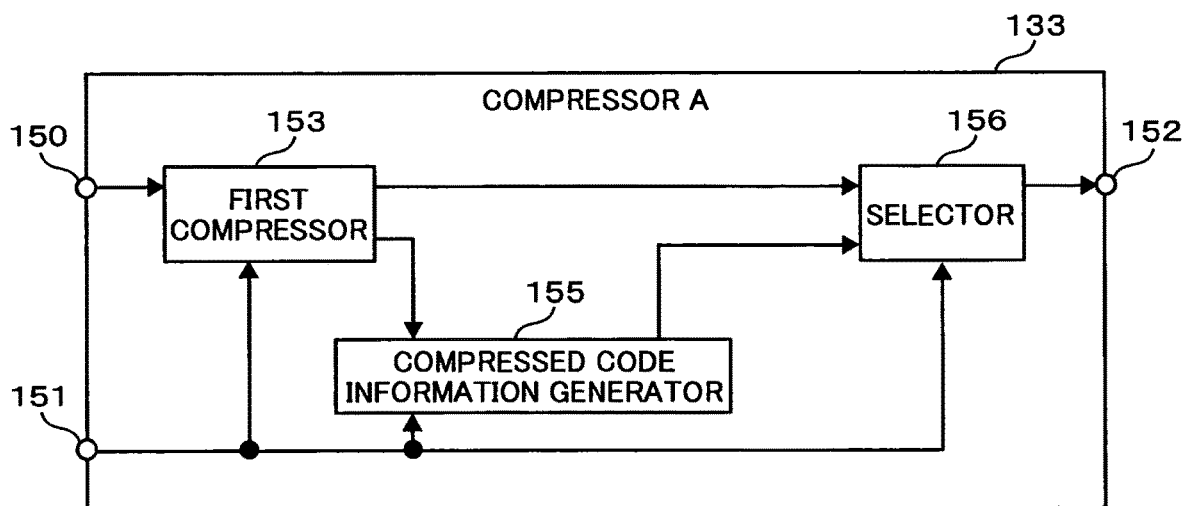 133
COMPRESSOR A
150
153
156
152
FIRST
COMPRESSOR
SELECTOR
155
COMPRESSED CODE
INFORMATION GENERATOR
151